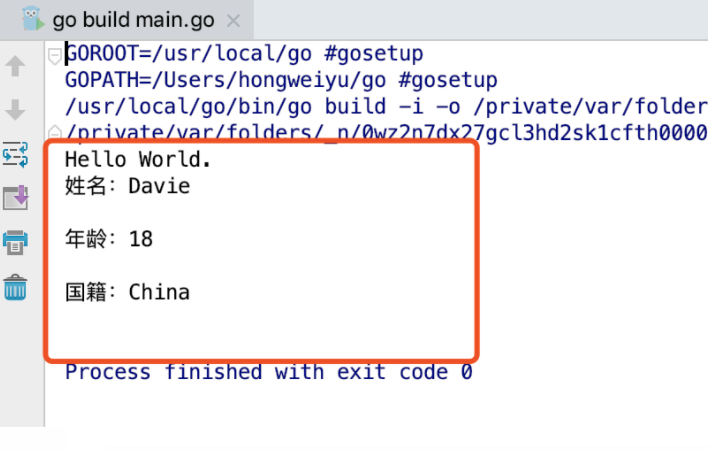 go build main.go
GOROOT=/usr/local/go #gosetup
GOPATH=/Users/hongweiyu/go #gosetup
/usr/local/go/bin/go build -i -o /private/var/folder
/private/var/folders/_n/0wz2n7dx27gcl3hd2sk1cfth0000
Hello World.
姓名：Davie
年龄：18
国籍：China
Process finished with exit code 0